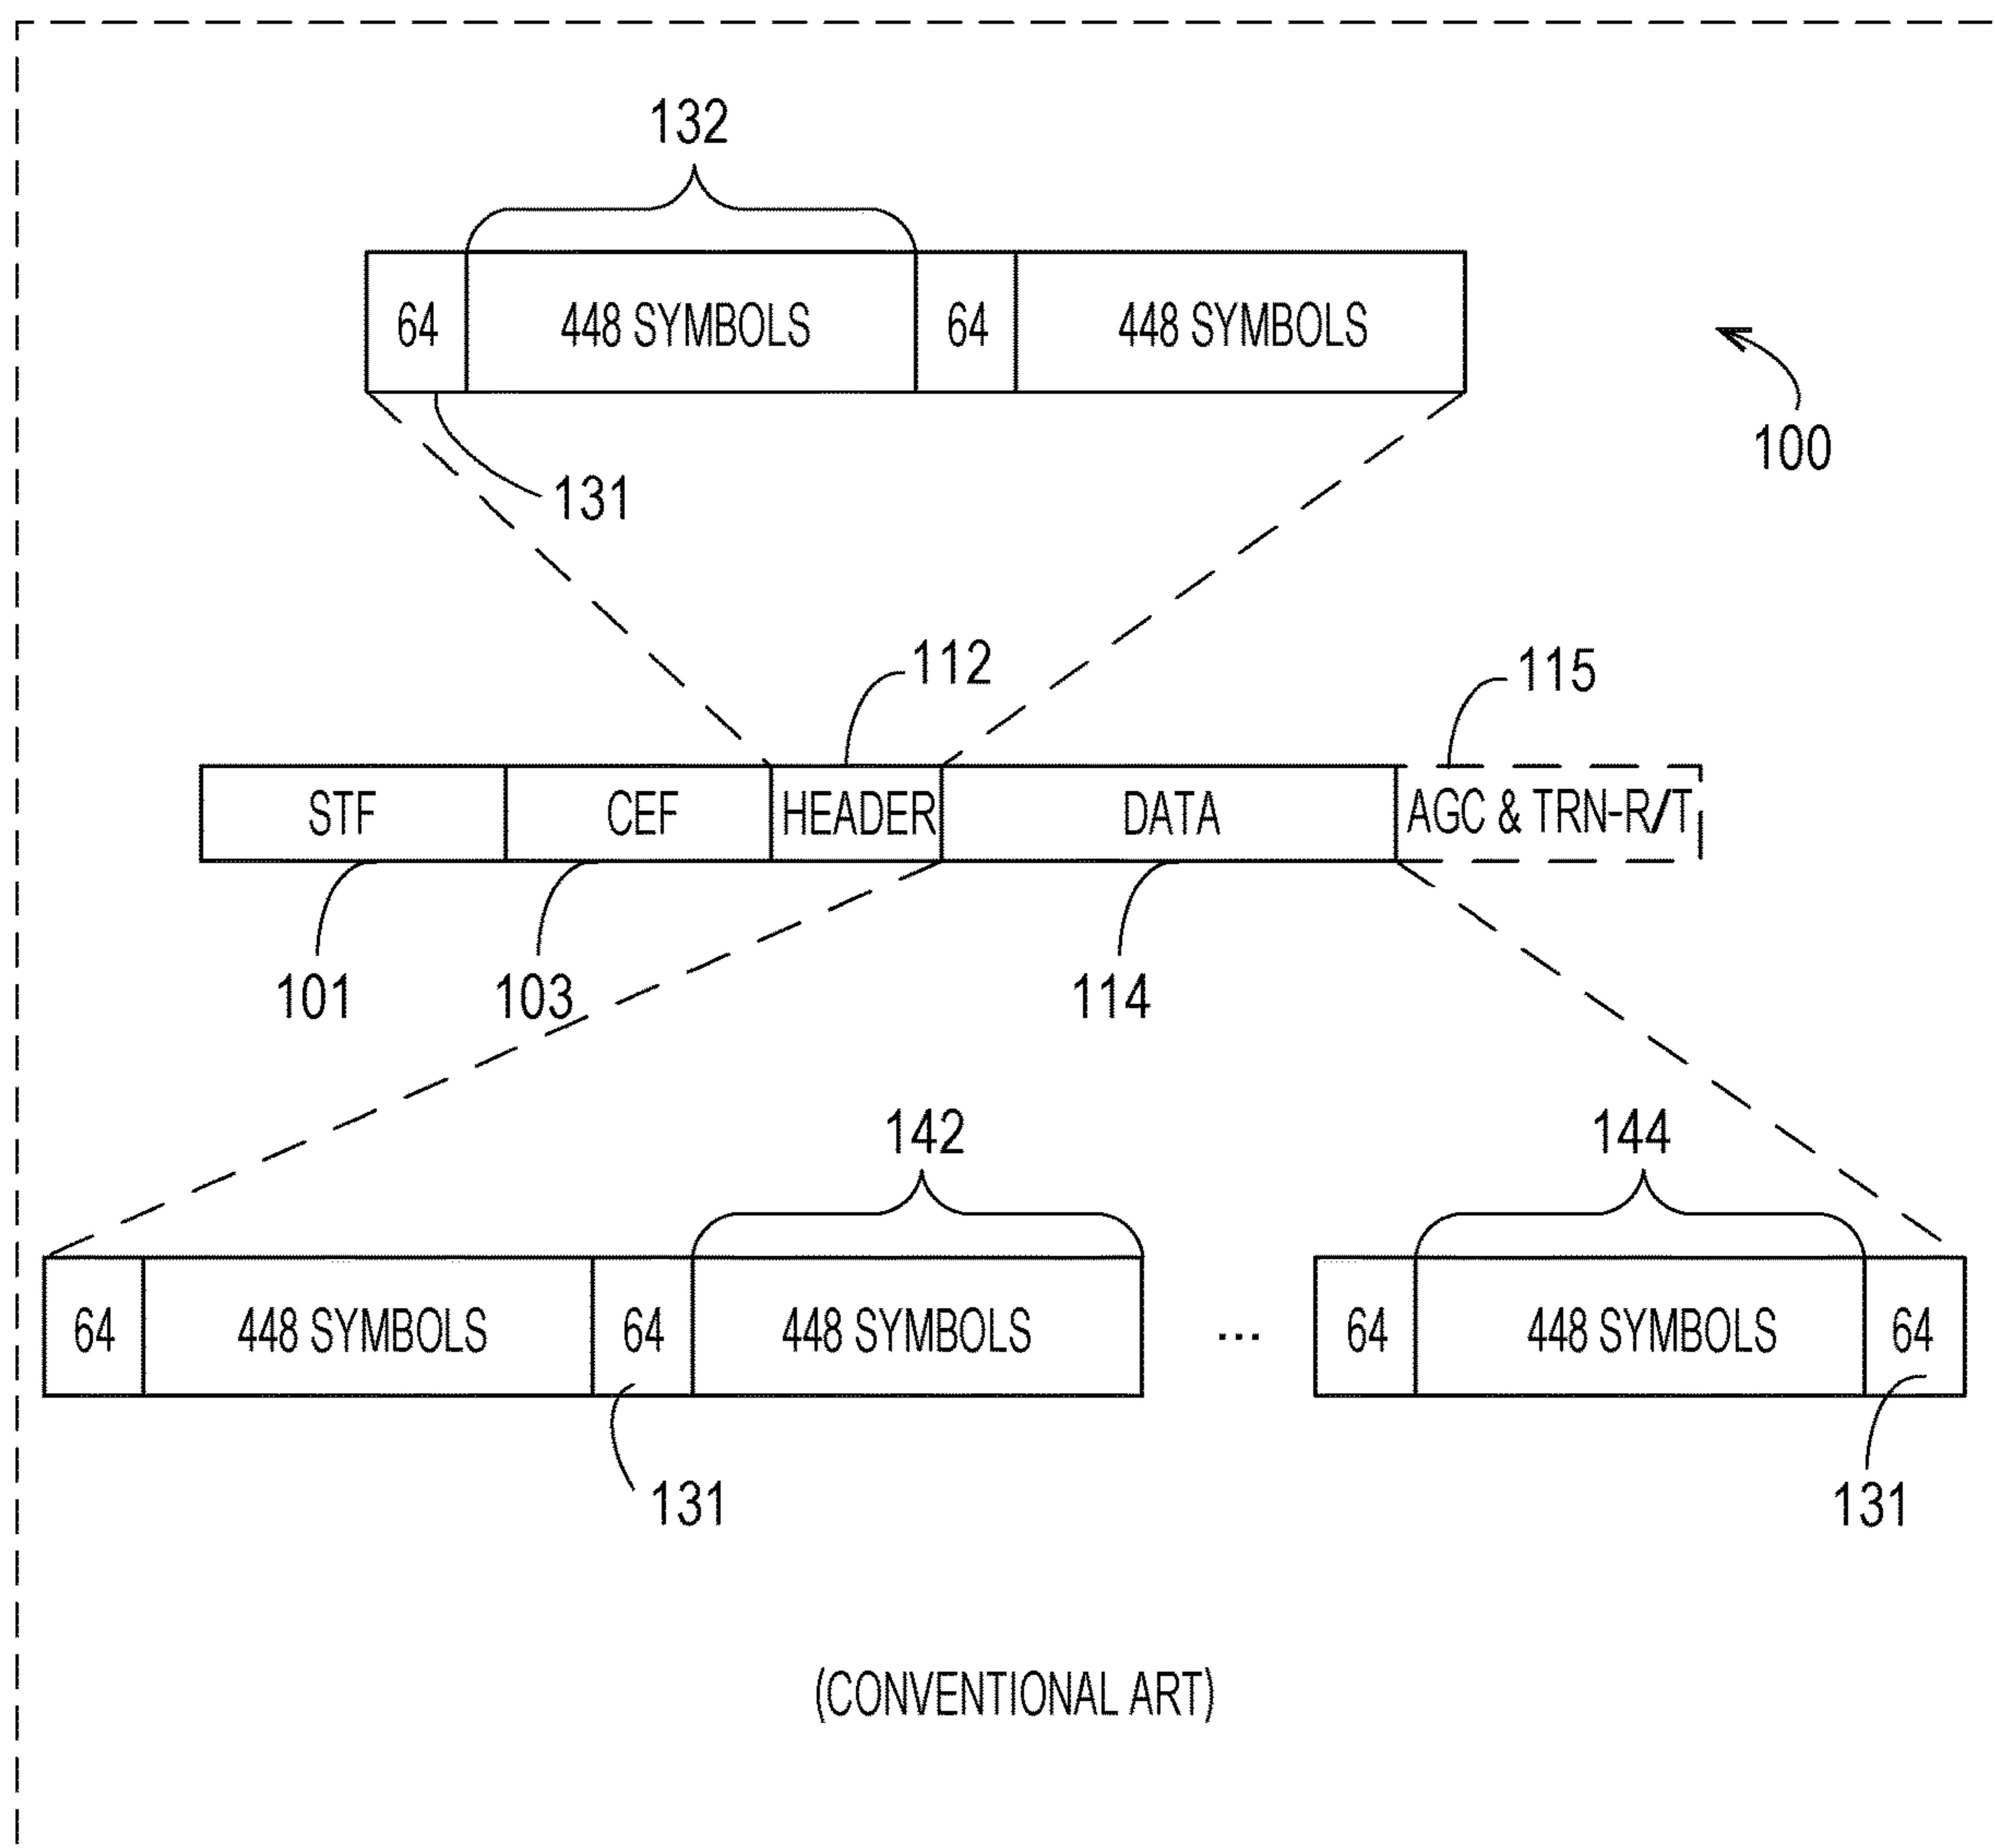 132
64 448 SYMBOLS 64 448 SYMBOLS
100
131
112 115
STF CEF HEADER DATA AGC & TRN-R/T
101 103 114
142 144
64 448 SYMBOLS 64 448 SYMBOLS ... 64 448 SYMBOLS 64
131 131
(CONVENTIONAL ART)